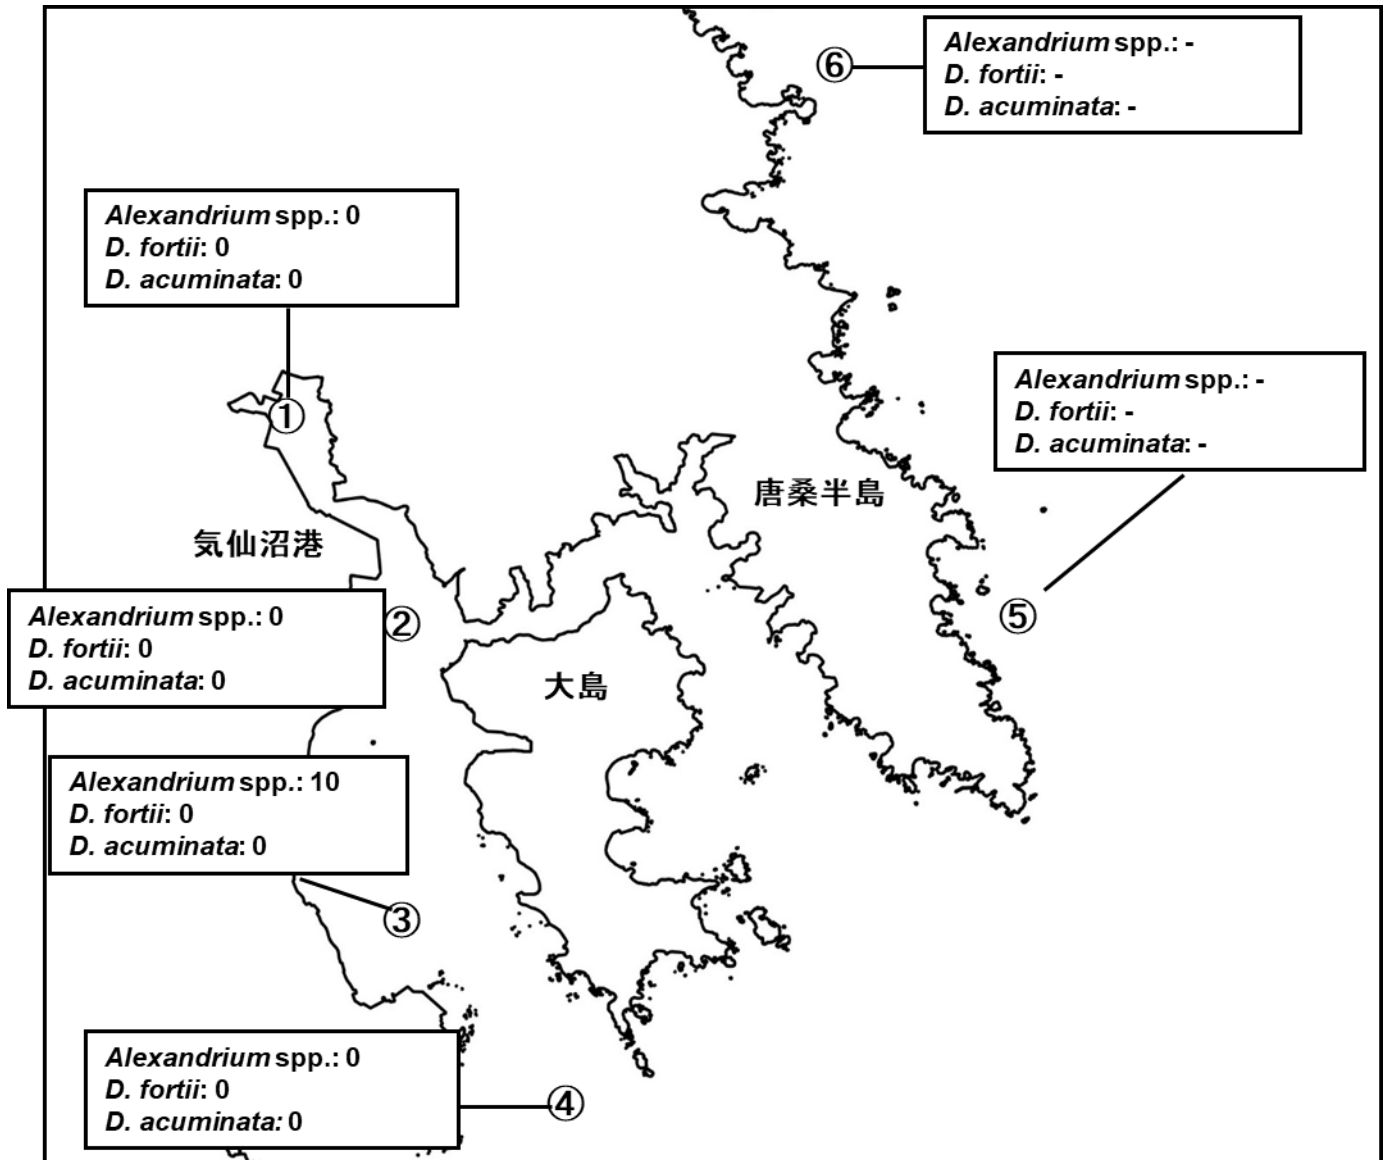 Alexandrium spp.: -
D. fortii: -
D. acuminata: -
⑥
Alexandrium spp.: 0
D. fortii: 0
D. acuminata: 0
①
Alexandrium spp.: -
D. fortii: -
D. acuminata: -
⑤
唐桑半島
気仙沼港
Alexandrium spp.: 0
D. fortii: 0
D. acuminata: 0
②
大島
Alexandrium spp.: 10
D. fortii: 0
D. acuminata: 0
③
Alexandrium spp.: 0
D. fortii: 0
D. acuminata: 0
④